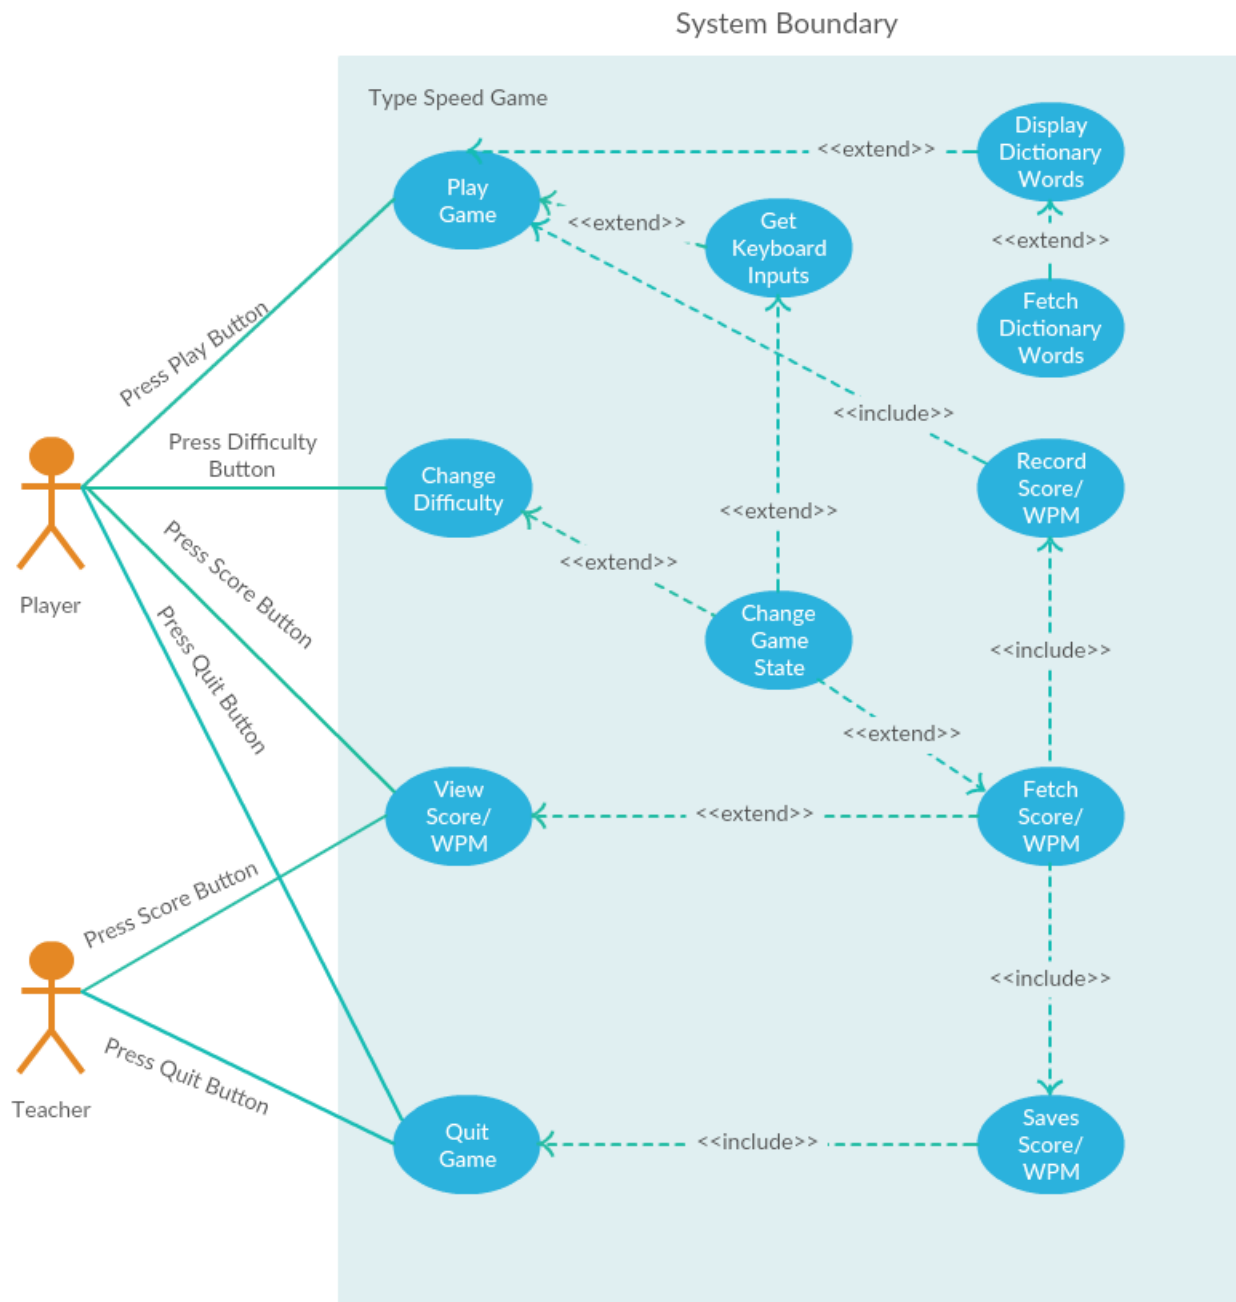 System Boundary
Type Speed Game
Display
Dictionary
Words
<<extend>>
Play
Game
<<extend>>
Get
Keyboard
Inputs
<<extend>>
Fetch
Dictionary
Words
Press Play Button
<<include>>
Press Difficulty
Button
Change
Difficulty
Record
Score/
WPM
<<extend>>
<<extend>>
Press Score Button
Player
Change
Game
State
<<include>>
Press Quit Button
<<extend>>
View
Score/
WPM
<<extend>>
Fetch
Score/
WPM
Press Score Button
<<include>>
Press Quit Button
Teacher
Quit
Game
<<include>>
Saves
Score/
WPM